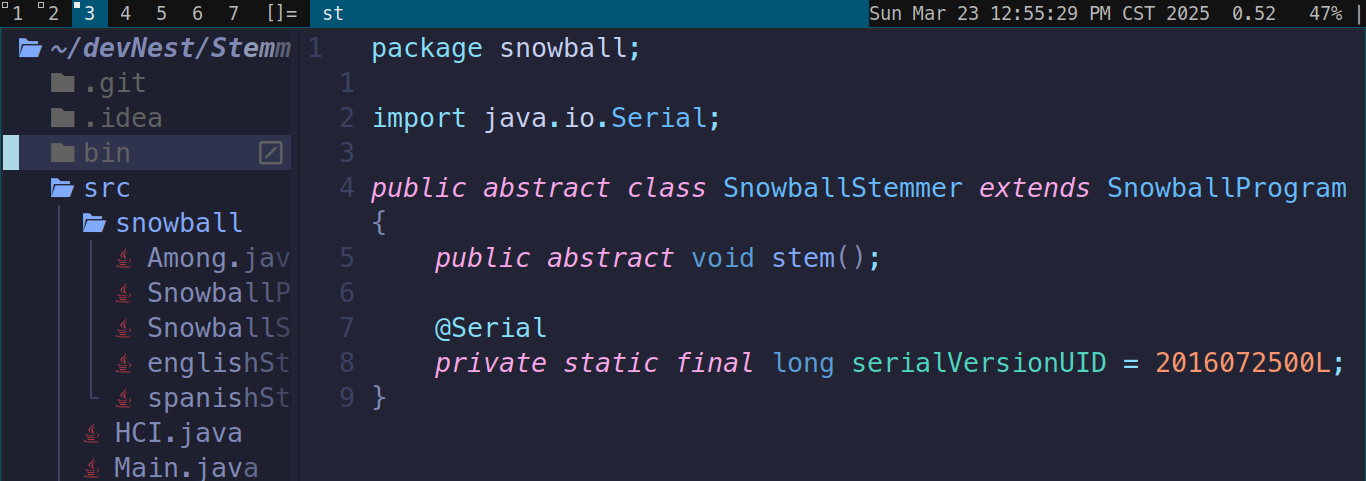 1 2 3 4 5 6 7 []= st Sun Mar 23 12:55:29 PM CST 2025 0.52 47% |
~/devNest/Stemm
.git
.idea
bin
src
snowball
Among.jav
SnowballP
SnowballS
englishSt
spanishSt
HCI.java
Main.java
1 package snowball;
1
2 import java.io.Serial;
3
4 public abstract class SnowballStemmer extends SnowballProgram
{
5 public abstract void stem();
6
7 @Serial
8 private static final long serialVersionUID = 2016072500L;
9 }